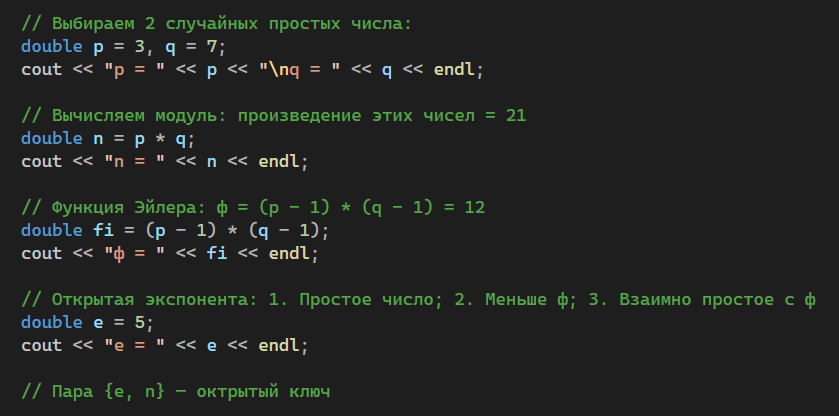 // Выбираем 2 случайных простых числа:
double p = 3, q = 7;
cout << "p = " << p << "\nq = " << q << endl;
// Вычисляем модуль: произведение этих чисел = 21
double n = p * q;
cout << "n = " << n << endl;
// Функция Эйлера: ф = (p - 1) * (q - 1) = 12
double fi = (p - 1) * (q - 1);
cout << "ф = " << fi << endl;
// Открытая экспонента: 1. Простое число; 2. Меньше ф; 3. Взаимно простое с ф
double e = 5;
cout << "e = " << e << endl;
// Пара {e, n} — октрытый ключ